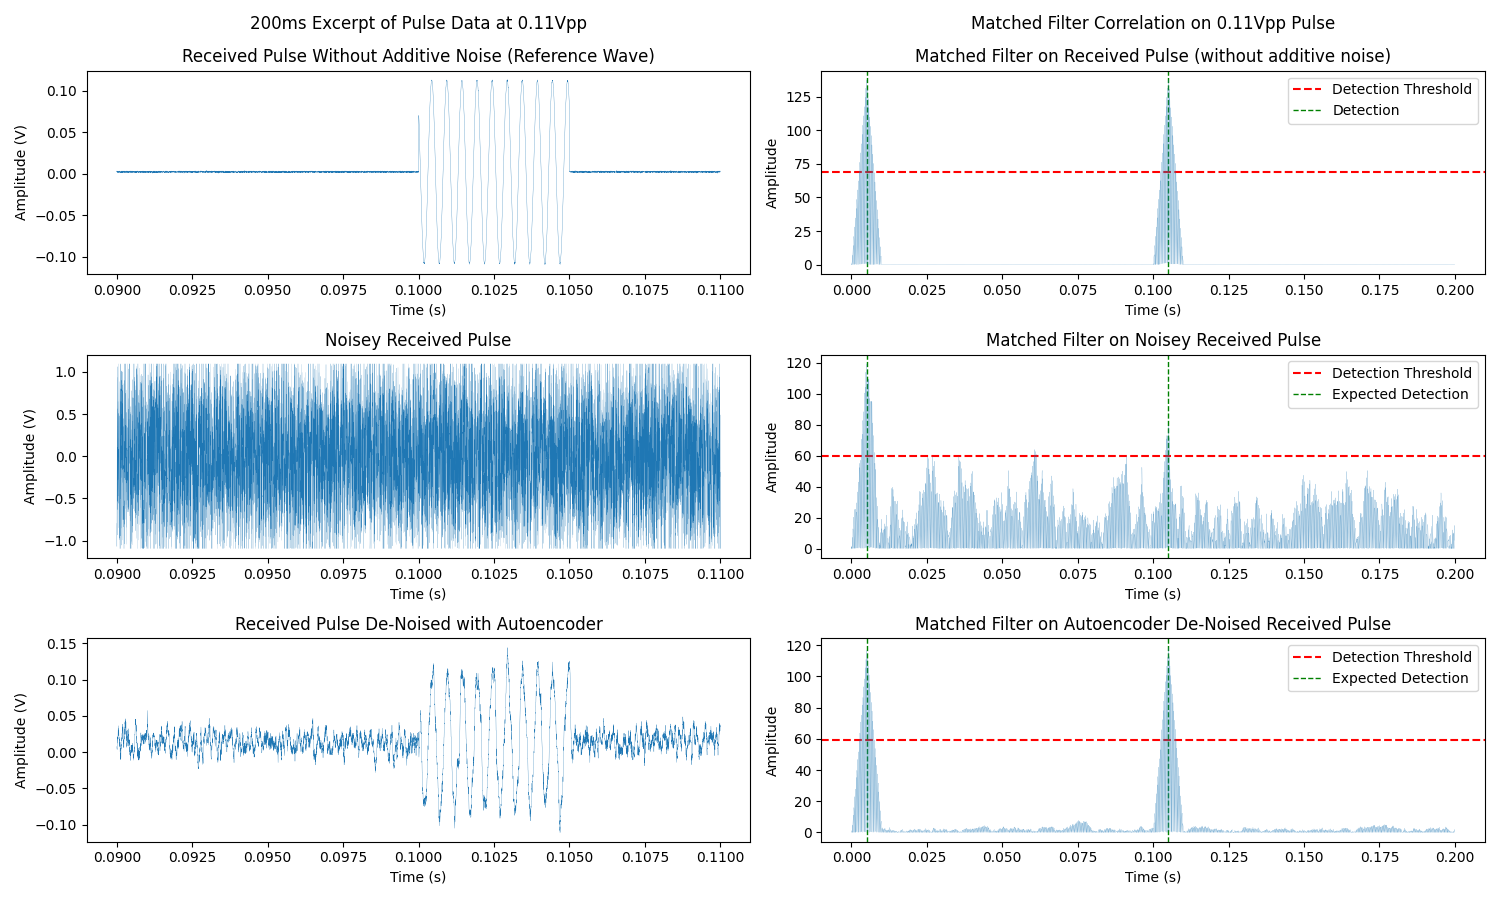 200ms Excerpt of Pulse Data at 0.11Vpp
Received Pulse Without Additive Noise (Reference Wave)
0.10
0.05
0.00
−0.05
−0.10
Amplitude (V)
0.0900 0.0925 0.0950 0.0975 0.1000 0.1025 0.1050 0.1075 0.1100
Time (s)
Matched Filter Correlation on 0.11Vpp Pulse
Matched Filter on Received Pulse (without additive noise)
125
100
75
50
25
0
Amplitude
Detection Threshold
Detection
0.000 0.025 0.050 0.075 0.100 0.125 0.150 0.175 0.200
Time (s)
Noisey Received Pulse
1.0
0.5
0.0
−0.5
−1.0
Amplitude (V)
0.0900 0.0925 0.0950 0.0975 0.1000 0.1025 0.1050 0.1075 0.1100
Time (s)
Matched Filter on Noisey Received Pulse
120
100
80
60
40
20
0
Amplitude
Detection Threshold
Expected Detection
0.000 0.025 0.050 0.075 0.100 0.125 0.150 0.175 0.200
Time (s)
Received Pulse De-Noised with Autoencoder
0.15
0.10
0.05
0.00
−0.05
−0.10
Amplitude (V)
0.0900 0.0925 0.0950 0.0975 0.1000 0.1025 0.1050 0.1075 0.1100
Time (s)
Matched Filter on Autoencoder De-Noised Received Pulse
120
100
80
60
40
20
0
Amplitude
Detection Threshold
Expected Detection
0.000 0.025 0.050 0.075 0.100 0.125 0.150 0.175 0.200
Time (s)